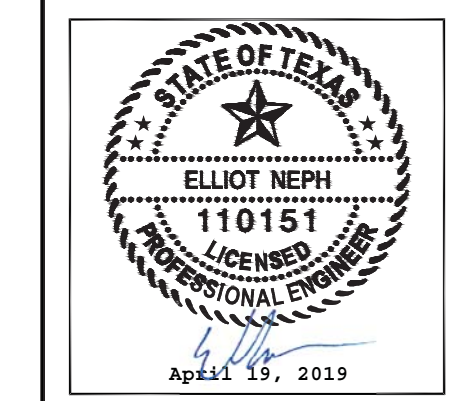 STATE OF TEXAS
ELLIOT NEPH
110151
LICENSED
PROFESSIONAL ENGINEER
April 19, 2019